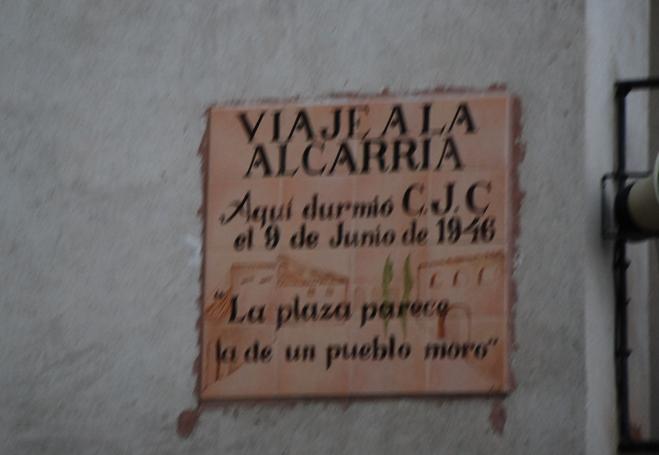 VIAJE A LA
ALCARRIA
Aquí durmió C.J.C
el 9 de Junio de 1946
"La plaza parece
la de un pueblo moro"